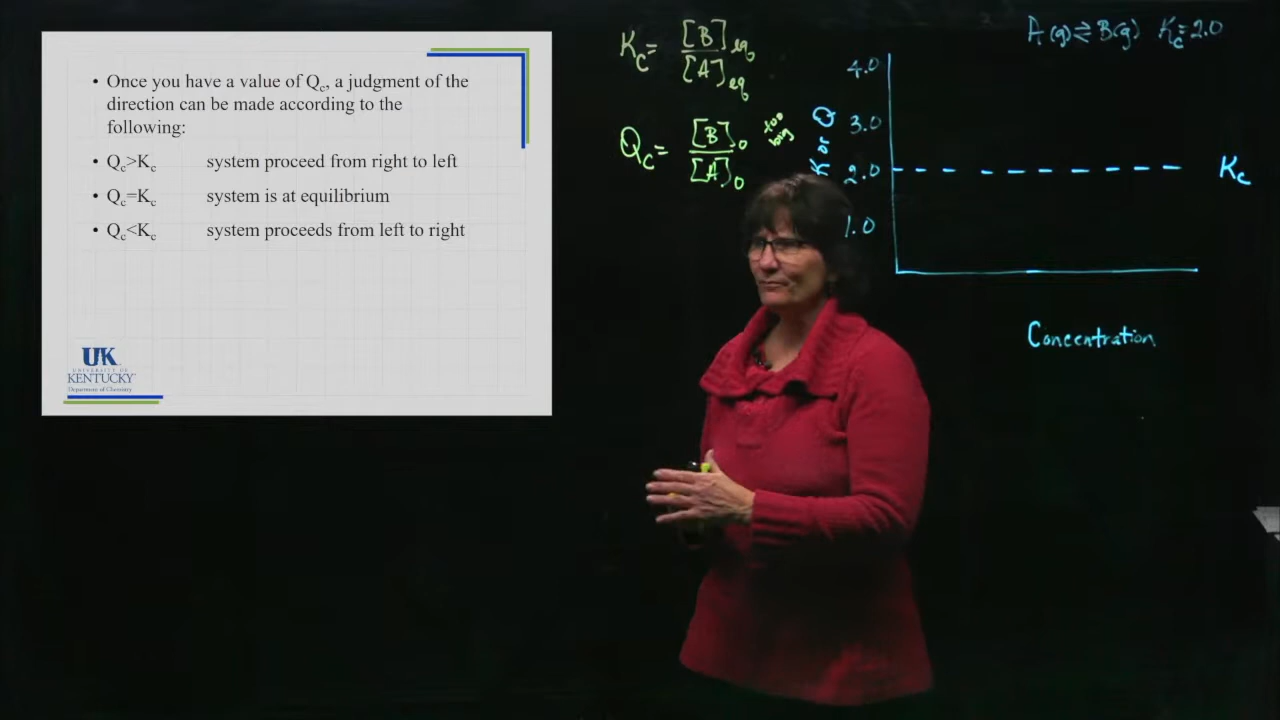 • Once you have a value of Qc, a judgment of the
direction can be made according to the
following:
• Qc>Kc system proceed from right to left
• Qc=Kc system is at equilibrium
• Qc<Kc system proceeds from left to right
UK
UNIVERSITY OF
KENTUCKY
Department of Chemistry
Kc = [B]eq / [A]eq
Qc = [B]0 / [A]0
too
big
A(g) ⇄ B(g) Kc = 2.0
K or Q
4.0
3.0
2.0
1.0
Kc
Concentration